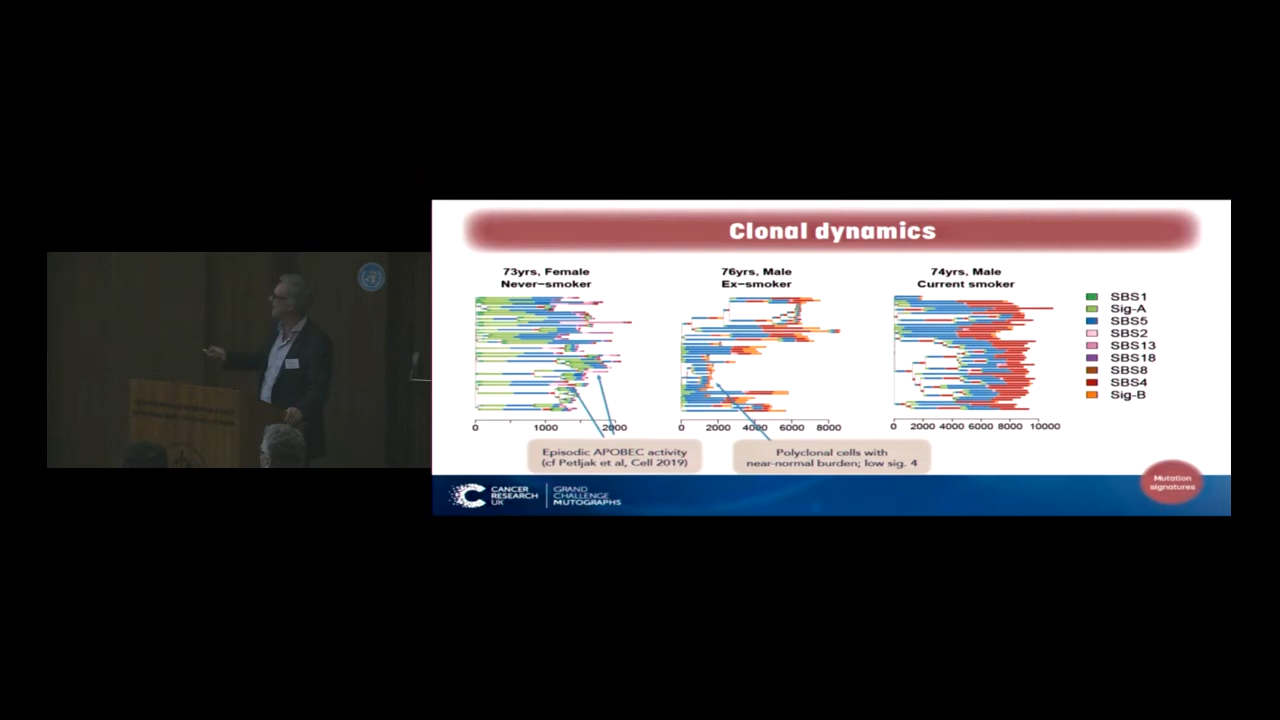 Clonal dynamics
73yrs, Female
Never−smoker
76yrs, Male
Ex−smoker
74yrs, Male
Current smoker
SBS1
Sig-A
SBS5
SBS2
SBS13
SBS18
SBS8
SBS4
Sig-B
0 1000 2000
0 2000 4000 6000 8000
0 2000 4000 6000 8000 10000
Episodic APOBEC activity
(cf Petljak et al, Cell 2019)
Polyclonal cells with
near-normal burden; low sig. 4
CANCER
RESEARCH
UK
GRAND
CHALLENGE
MUTOGRAPHS
Mutation
signatures